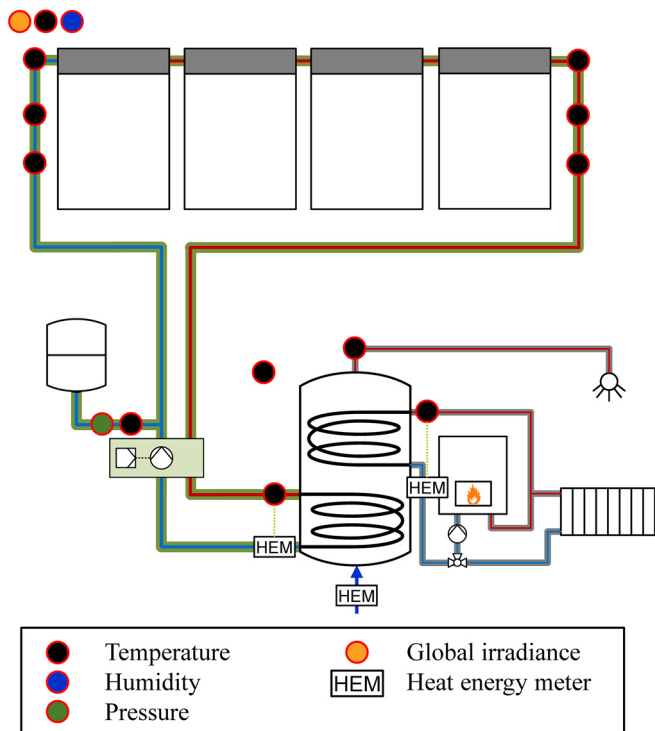 HEM
HEM
HEM
Temperature
Global irradiance
Humidity
HEM Heat energy meter
Pressure